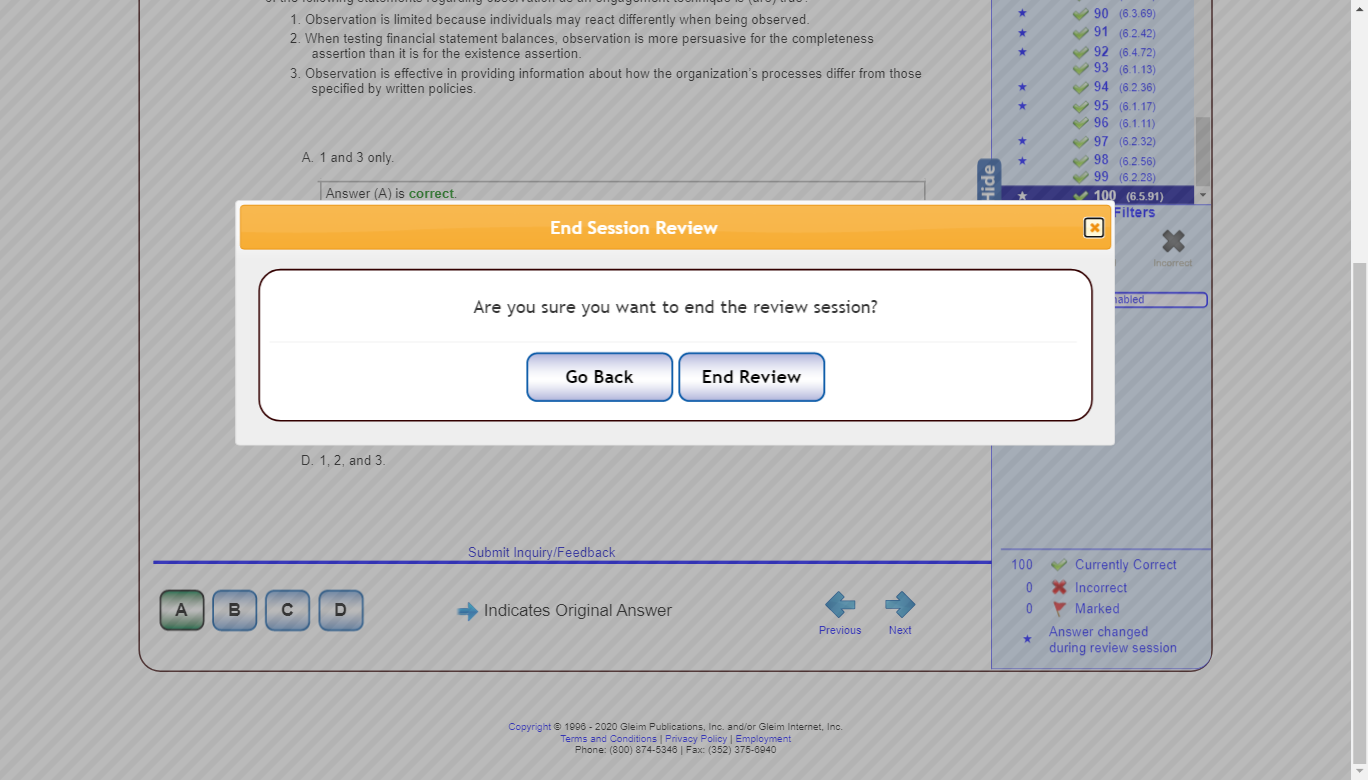 1. Observation is limited because individuals may react differently when being observed.
2. When testing financial statement balances, observation is more persuasive for the completeness
assertion than it is for the existence assertion.
3. Observation is effective in providing information about how the organization's processes differ from those
specified by written policies.
A. 1 and 3 only.
Answer (A) is correct.
End Session Review
Are you sure you want to end the review session?
Go Back
End Review
D. 1, 2, and 3.
Submit Inquiry/Feedback
A B C D
Indicates Original Answer
Previous
Next
90 (6.3.69)
91 (6.2.42)
92 (6.4.72)
93 (6.1.13)
94 (6.2.36)
95 (6.1.17)
96 (6.1.11)
97 (6.2.32)
98 (6.2.56)
99 (6.2.28)
100 (6.5.91)
Hide
Filters
Incorrect
100 Currently Correct
0 Incorrect
0 Marked
Answer changed
during review session
Copyright © 1996 - 2020 Gleim Publications, Inc. and/or Gleim Internet, Inc.
Terms and Conditions | Privacy Policy | Employment
Phone: (800) 874-5346 | Fax: (352) 375-6940